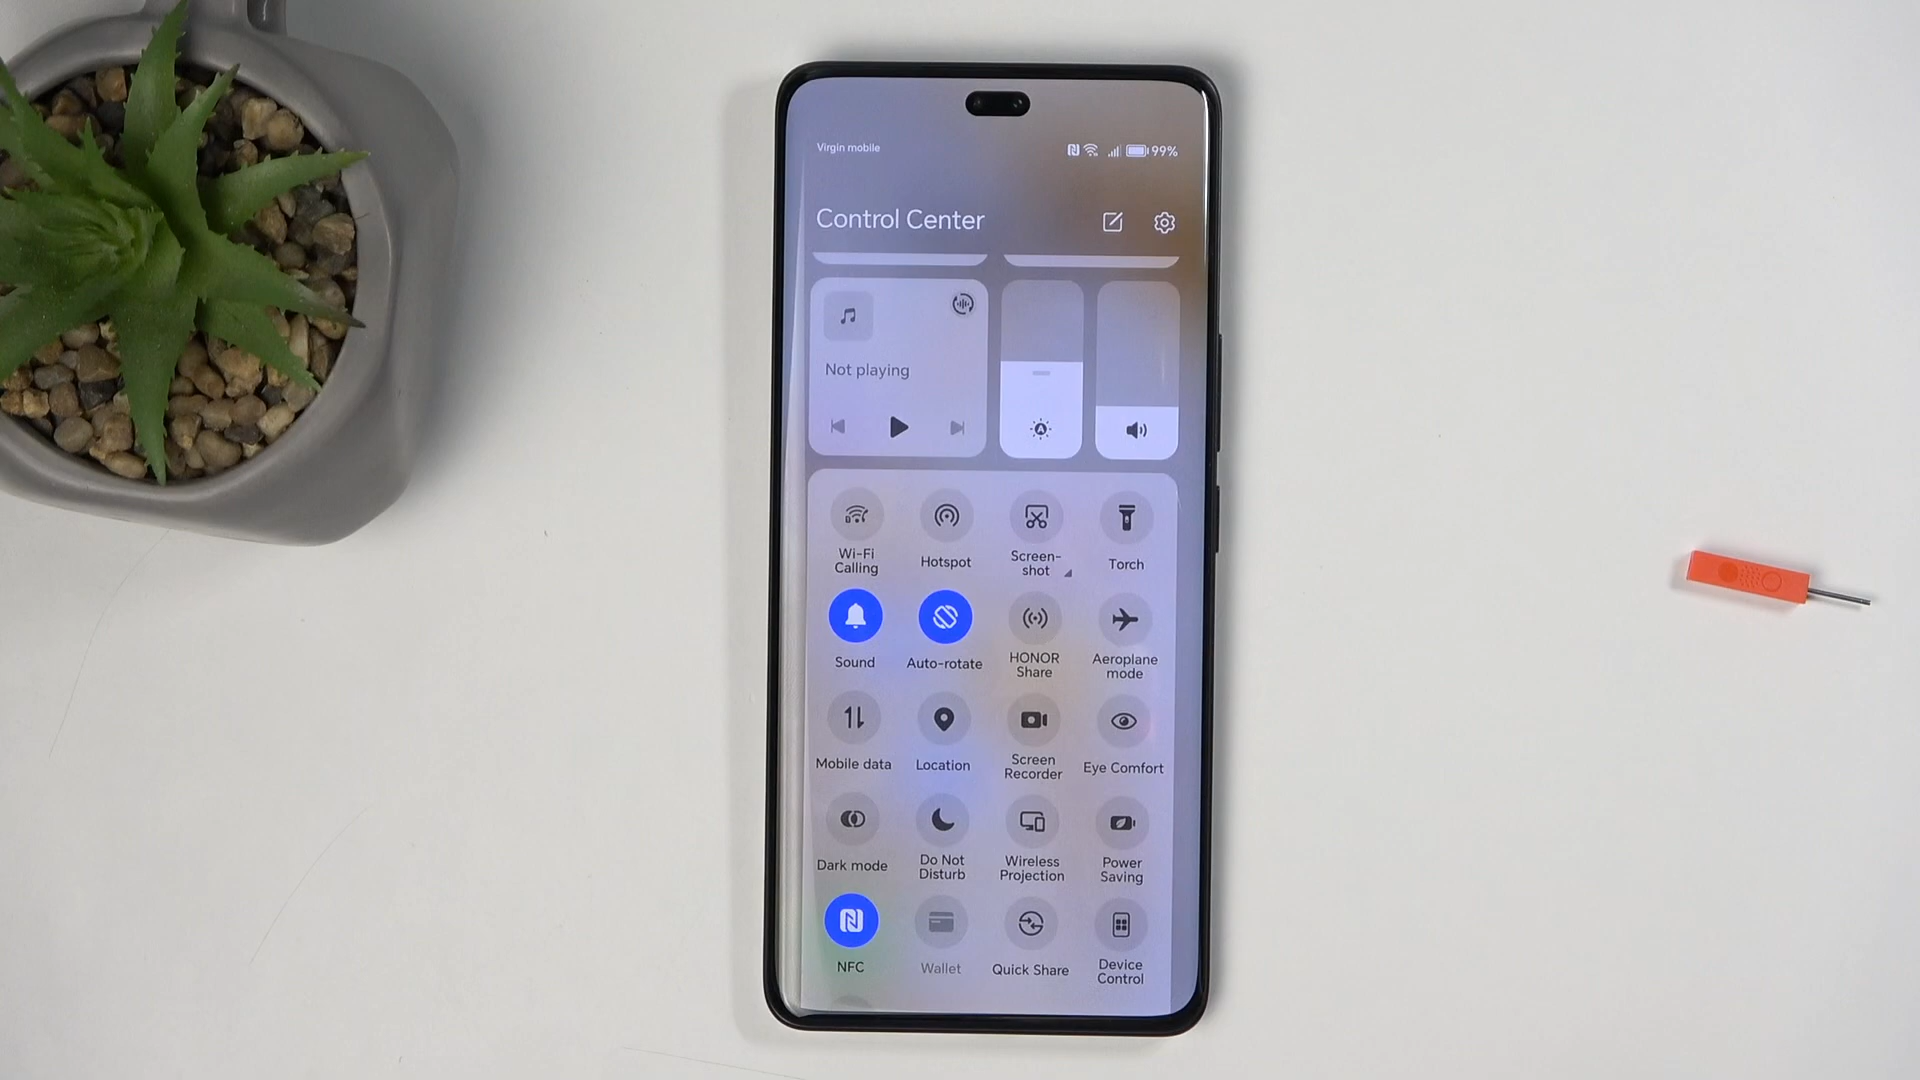 Virgin mobile
99%
Control Center
Not playing
Wi-Fi
Calling
Hotspot
Screen-
shot
Torch
Sound
Auto-rotate
HONOR
Share
Aeroplane
mode
Mobile data
Location
Screen
Recorder
Eye Comfort
Dark mode
Do Not
Disturb
Wireless
Projection
Power
Saving
NFC
Wallet
Quick Share
Device
Control